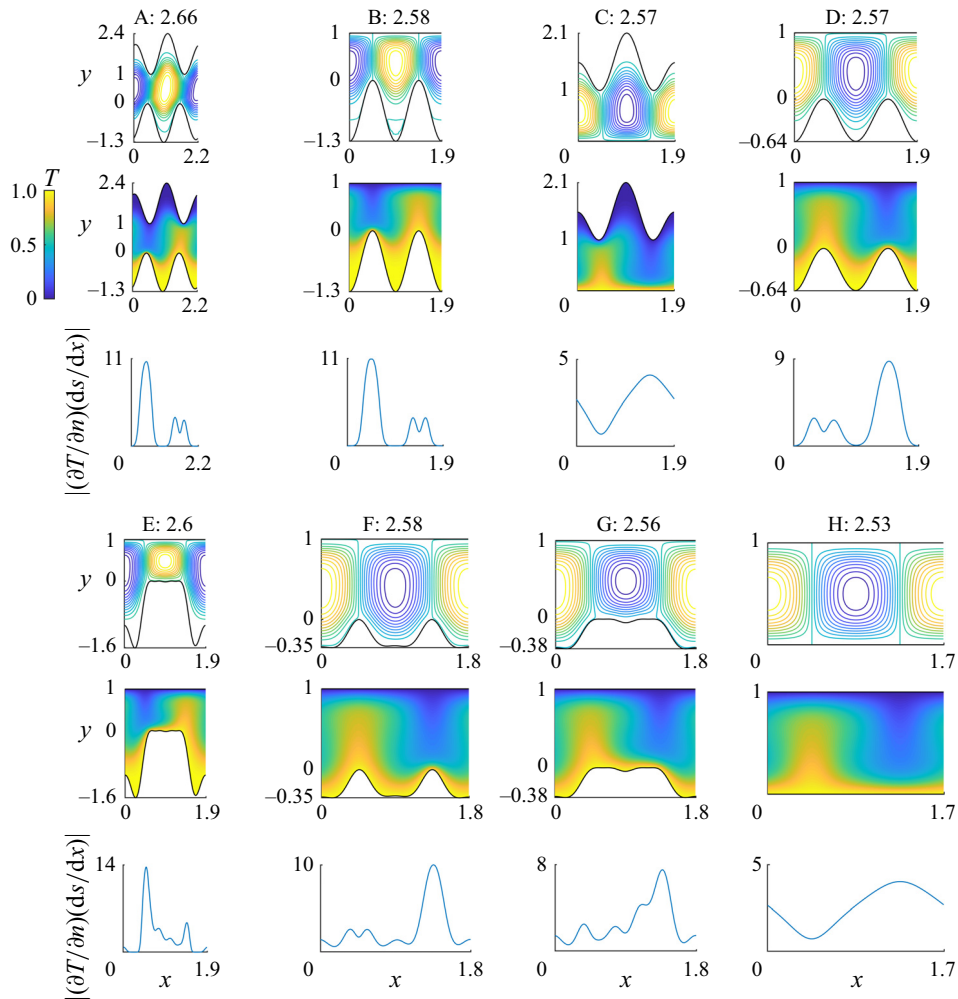 A: 2.66 B: 2.58 C: 2.57 D: 2.57
2.4 1 2.1 1
y 1 0 1 0
0
−1.3 −1.3 −0.64
0 2.2 0 1.9 0 1.9 0 1.9
T 2.4 1 2.1 1
1.0 y 1 0 1 0
0.5 0
0 −1.3 −1.3 −0.64
0 2.2 0 1.9 0 1.9 0 1.9
|(∂T/∂n)(ds/dx)|
11 11 5 9
0 2.2 0 1.9 0 1.9 0 1.9
E: 2.6 F: 2.58 G: 2.56 H: 2.53
1 1 1 1
y 0 0 0
−1.6 −0.35 −0.38
0 1.9 0 1.8 0 1.8 0 1.7
1 1 1 1
y 0 0 0
−1.6 −0.35 −0.38
0 1.9 0 1.8 0 1.8 0 1.7
|(∂T/∂n)(ds/dx)|
14 10 8 5
0 1.9 0 1.8 0 1.8 0 1.7
x x x x